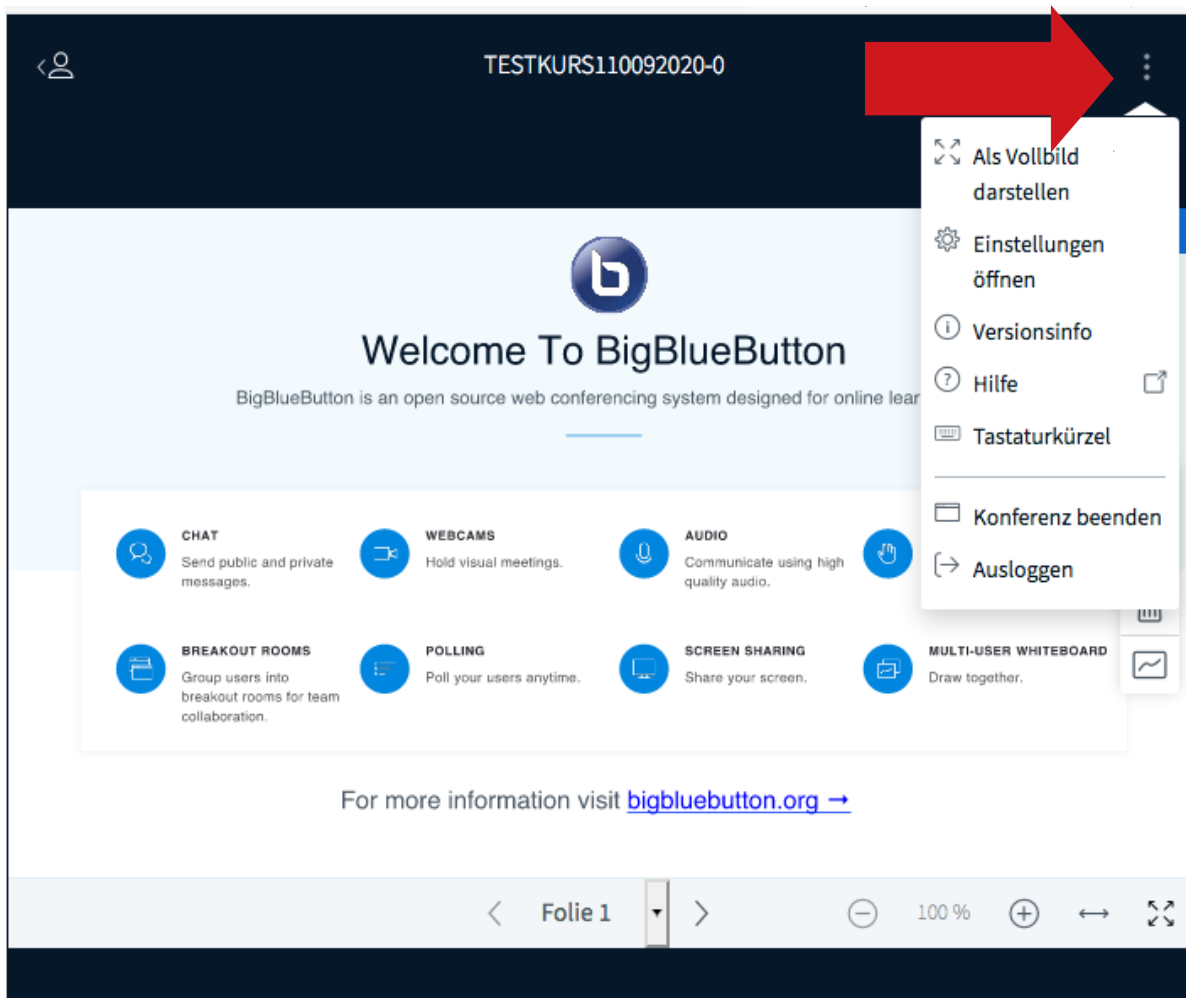 TESTKURS110092020-0
Als Vollbild
darstellen
Einstellungen
öffnen
Versionsinfo
Hilfe
Tastaturkürzel
Konferenz beenden
Ausloggen
Welcome To BigBlueButton
BigBlueButton is an open source web conferencing system designed for online lear
CHAT
Send public and private
messages.
WEBCAMS
Hold visual meetings.
AUDIO
Communicate using high
quality audio.
BREAKOUT ROOMS
Group users into
breakout rooms for team
collaboration.
POLLING
Poll your users anytime.
SCREEN SHARING
Share your screen.
MULTI-USER WHITEBOARD
Draw together.
For more information visit bigbluebutton.org →
Folie 1
100 %